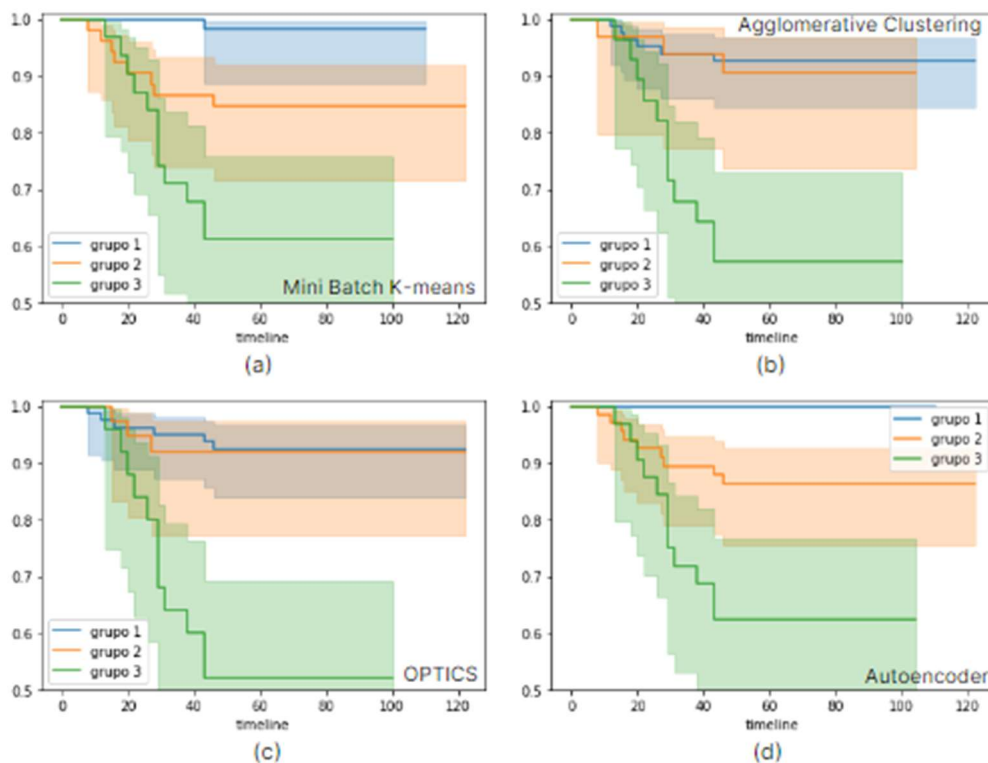 1.0
0.9
0.8
0.7
0.6
0.5
grupo 1
grupo 2
grupo 3
Mini Batch K-means
0 20 40 60 80 100 120
timeline
(a)
Agglomerative Clustering
1.0
0.9
0.8
0.7
0.6
0.5
grupo 1
grupo 2
grupo 3
0 20 40 60 80 100 120
timeline
(b)
1.0
0.9
0.8
0.7
0.6
0.5
grupo 1
grupo 2
grupo 3
OPTICS
0 20 40 60 80 100 120
timeline
(c)
1.0
0.9
0.8
0.7
0.6
0.5
grupo 1
grupo 2
grupo 3
Autoencoder
0 20 40 60 80 100 120
timeline
(d)